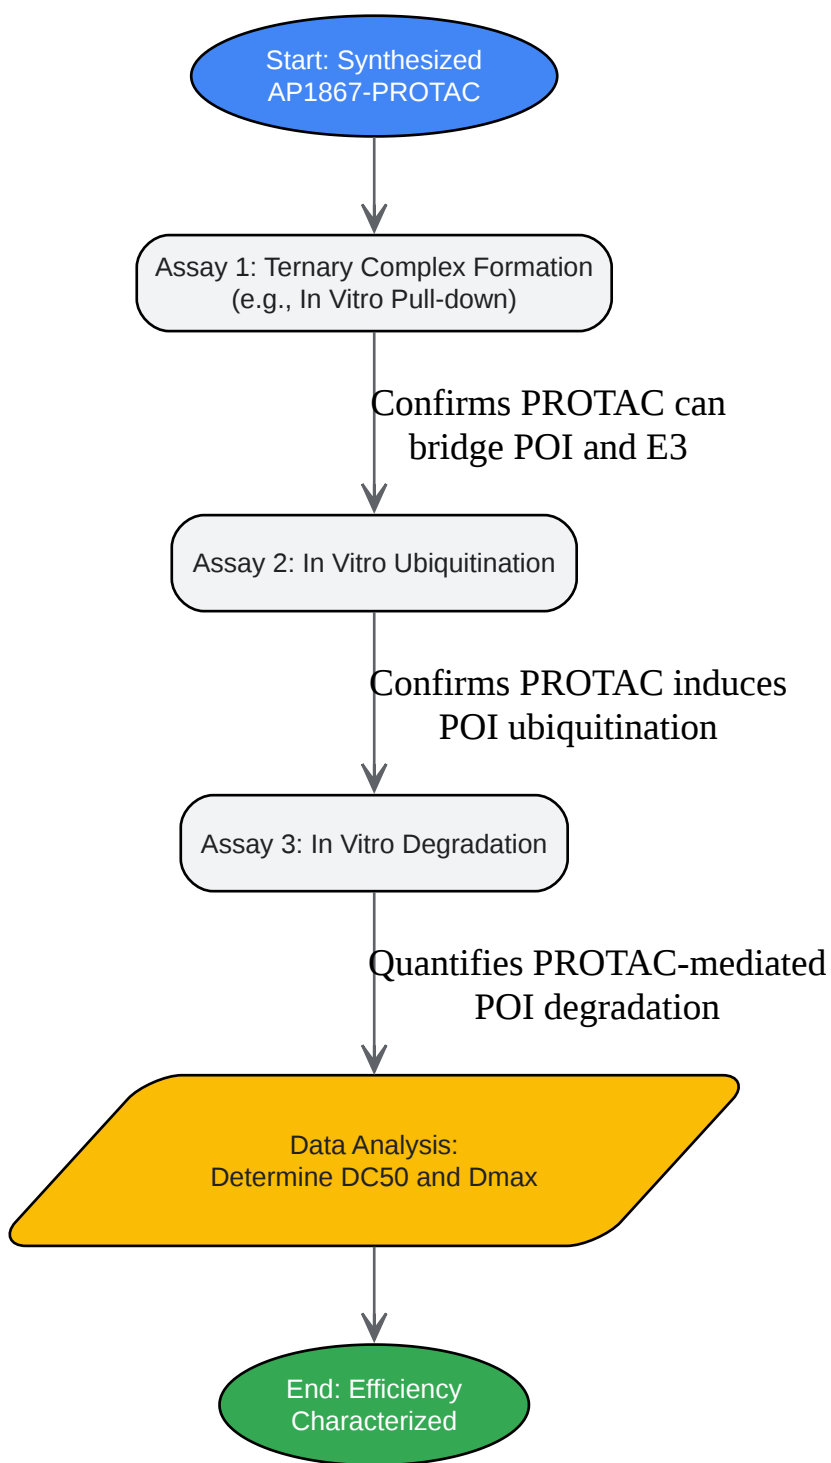 Start: Synthesized
AP1867-PROTAC
Assay 1: Ternary Complex Formation
(e.g., In Vitro Pull-down)
Confirms PROTAC can
bridge POI and E3
Assay 2: In Vitro Ubiquitination
Confirms PROTAC induces
POI ubiquitination
Assay 3: In Vitro Degradation
Quantifies PROTAC-mediated
POI degradation
Data Analysis:
Determine DC50 and Dmax
End: Efficiency
Characterized